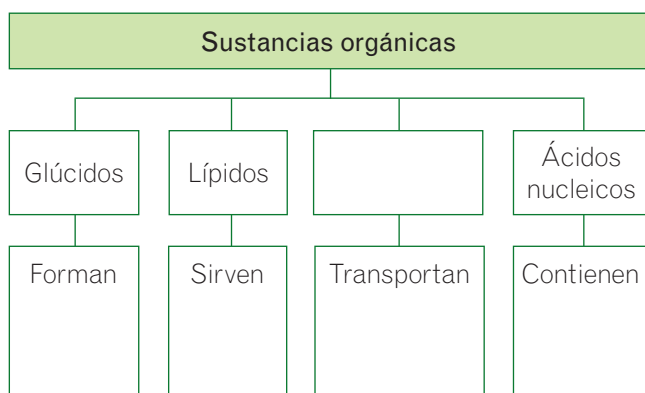 Sustancias orgánicas
Glúcidos
Lípidos
Ácidos
nucleicos
Forman
Sirven
Transportan
Contienen